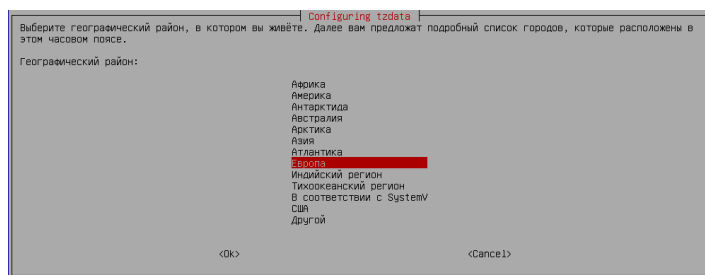 Configuring tzdata
Выберите географический район, в котором вы живёте. Далее вам предложат подробный список городов, которые расположены в
этом часовом поясе.
Географический район:
Африка
Америка
Антарктида
Австралия
Арктика
Азия
Атлантика
Европа
Индийский регион
Тихоокеанский регион
В соответствии с SystemV
США
Другой
<Ok> <Cancel>